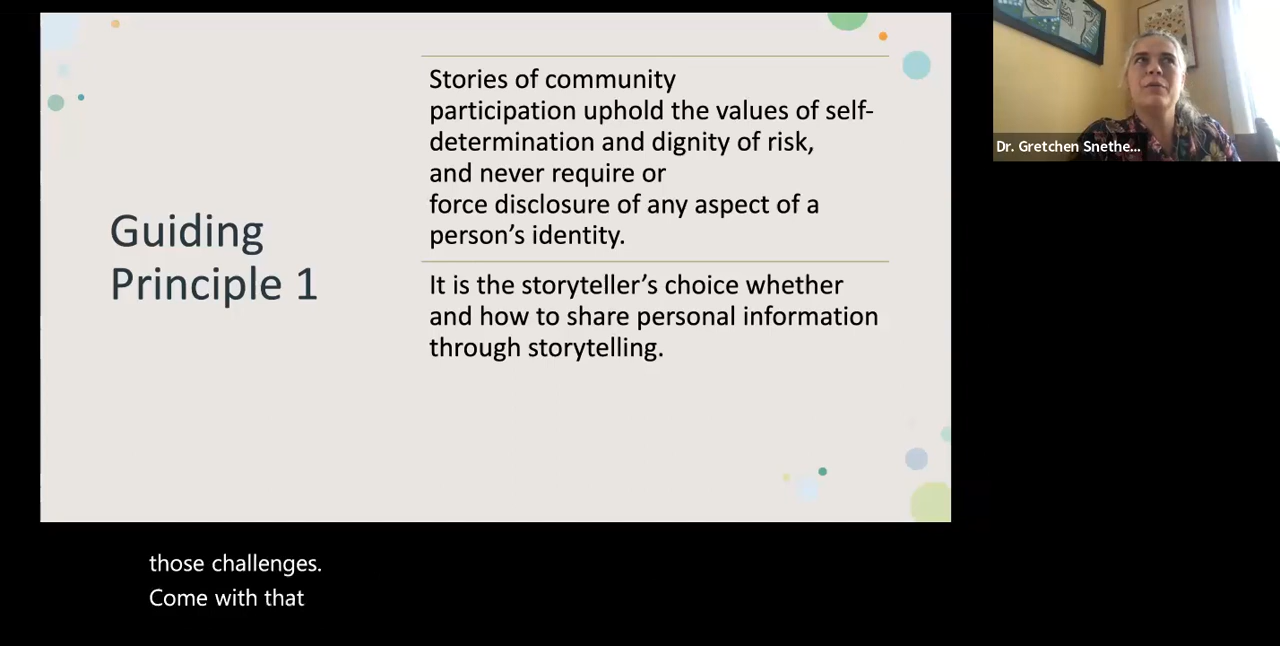 Guiding
Principle 1
Stories of community
participation uphold the values of self-
determination and dignity of risk,
and never require or
force disclosure of any aspect of a
person’s identity.
It is the storyteller’s choice whether
and how to share personal information
through storytelling.
Dr. Gretchen Snethe...
those challenges.
Come with that